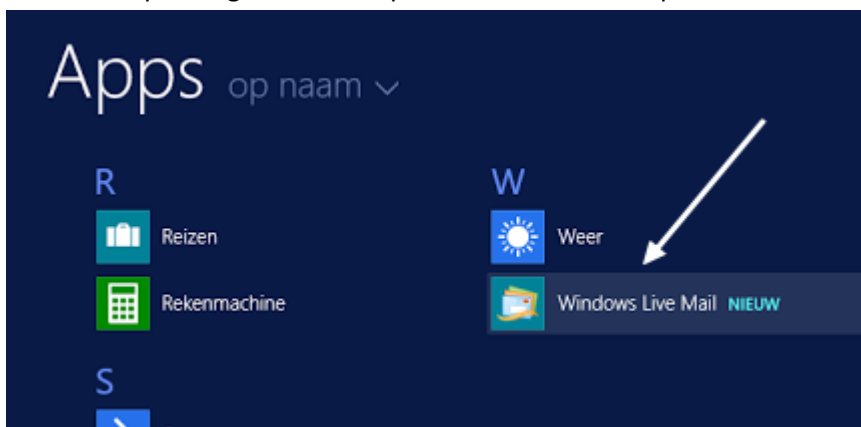 Apps op naam
R
Reizen
Rekenmachine
S
W
Weer
Windows Live Mail NIEUW